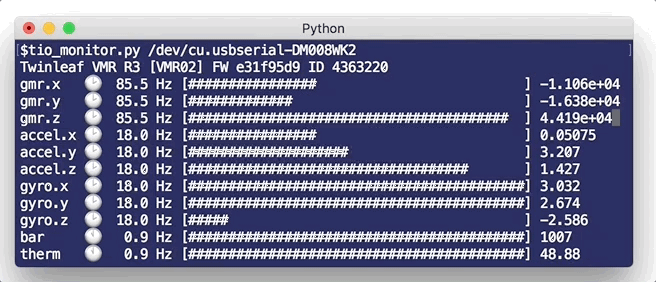 Python
[$tio_monitor.py /dev/cu.usbserial-DM008WK2 ]
Twinleaf VMR R3 [VMR02] FW e31f95d9 ID 4363220
gmr.x 🕑 85.5 Hz [################                          ] -1.106e+04
gmr.y 🕑 85.5 Hz [#############                             ] -1.638e+04
gmr.z 🕑 85.5 Hz [########################################  ] 4.419e+04
accel.x 🕑 18.0 Hz [################                          ] 0.05075
accel.y 🕑 18.0 Hz [####################                      ] 3.207
accel.z 🕑 18.0 Hz [###################################       ] 1.427
gyro.x 🕑 18.0 Hz [##########################################] 3.032
gyro.y 🕑 18.0 Hz [##########################################] 2.674
gyro.z 🕑 18.0 Hz [#####                                     ] -2.586
bar 🕑 0.9 Hz [##########################################] 1007
therm 🕑 0.9 Hz [##########################################] 48.88